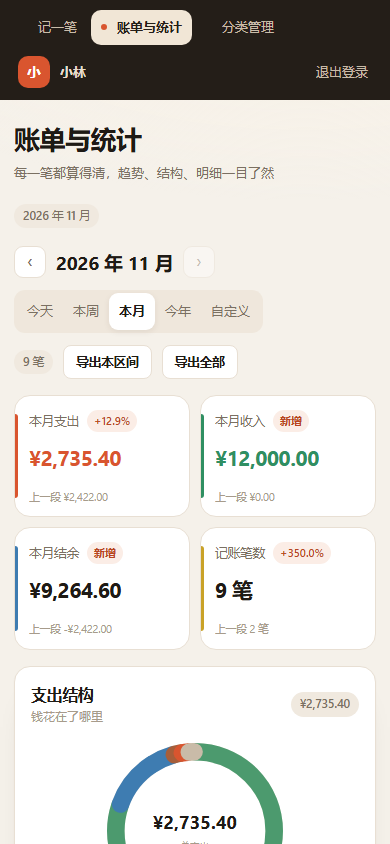 记一笔
账单与统计
分类管理
小
小林
退出登录
账单与统计
每一笔都算得清，趋势、结构、明细一目了然
2026 年 11 月
‹
2026 年 11 月
›
今天
本周
本月
今年
自定义
9 笔
导出本区间
导出全部
本月支出
+12.9%
¥2,735.40
上一段 ¥2,422.00
本月收入
新增
¥12,000.00
上一段 ¥0.00
本月结余
新增
¥9,264.60
上一段 -¥2,422.00
记账笔数
+350.0%
9 笔
上一段 2 笔
支出结构
钱花在了哪里
¥2,735.40
¥2,735.40